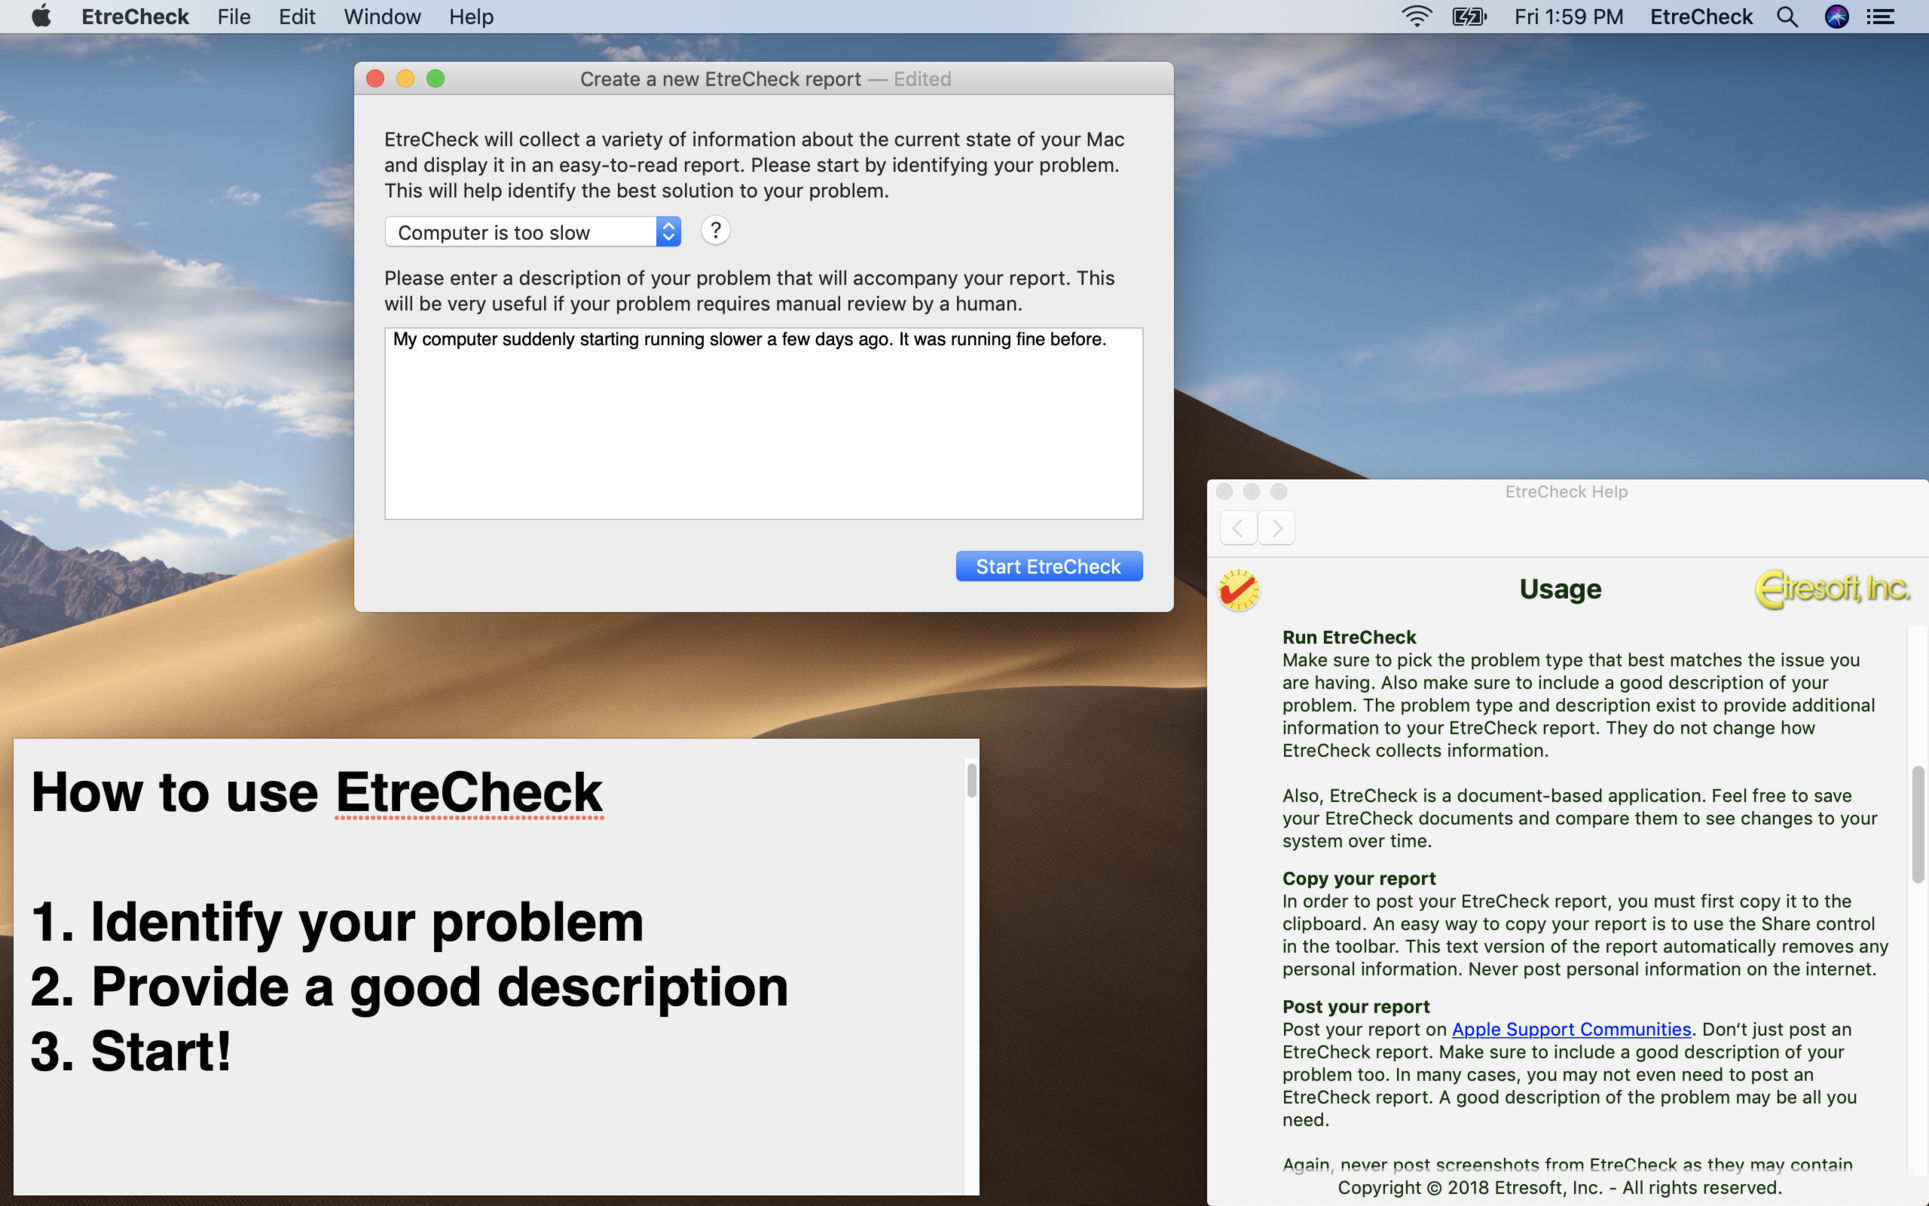 EtreCheck File Edit Window Help Fri 1:59 PM EtreCheck
Create a new EtreCheck report — Edited
EtreCheck will collect a variety of information about the current state of your Mac
and display it in an easy-to-read report. Please start by identifying your problem.
This will help identify the best solution to your problem.
Computer is too slow ?
Please enter a description of your problem that will accompany your report. This
will be very useful if your problem requires manual review by a human.
My computer suddenly starting running slower a few days ago. It was running fine before.
Start EtreCheck
How to use EtreCheck
1. Identify your problem
2. Provide a good description
3. Start!
EtreCheck Help
Usage
Etresoft, Inc.
Run EtreCheck
Make sure to pick the problem type that best matches the issue you
are having. Also make sure to include a good description of your
problem. The problem type and description exist to provide additional
information to your EtreCheck report. They do not change how
EtreCheck collects information.
Also, EtreCheck is a document-based application. Feel free to save
your EtreCheck documents and compare them to see changes to your
system over time.
Copy your report
In order to post your EtreCheck report, you must first copy it to the
clipboard. An easy way to copy your report is to use the Share control
in the toolbar. This text version of the report automatically removes any
personal information. Never post personal information on the internet.
Post your report
Post your report on Apple Support Communities. Don't just post an
EtreCheck report. Make sure to include a good description of your
problem too. In many cases, you may not even need to post an
EtreCheck report. A good description of the problem may be all you
need.
Again, never post screenshots from EtreCheck as they may contain
Copyright © 2018 Etresoft, Inc. - All rights reserved.